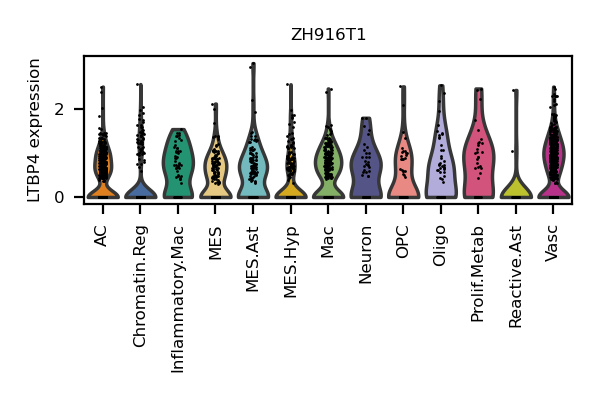 ZH916T1
LTBP4 expression
2
0
AC
Chromatin.Reg
Inflammatory.Mac
MES
MES.Ast
MES.Hyp
Mac
Neuron
OPC
Oligo
Prolif.Metab
Reactive.Ast
Vasc